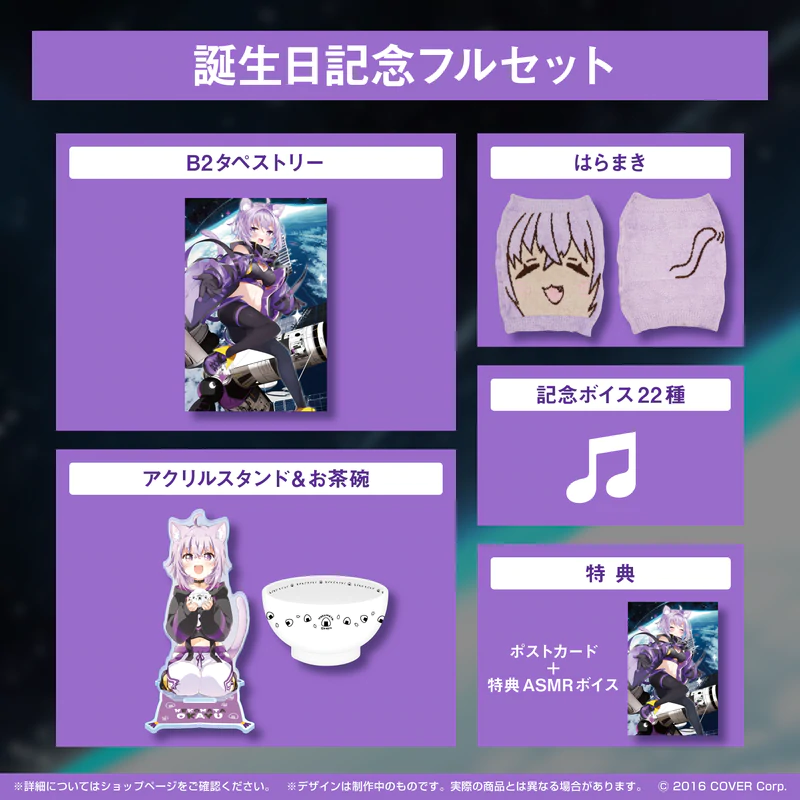 誕生日記念フルセット
B2タペストリー
はらまき
記念ボイス22種
アクリルスタンド&お茶碗
OKAYU
特典
ポストカード
+
特典ASMRボイス
※詳細についてはショップページをご確認ください。 ※デザインは制作中のものです。実際の商品とは異なる場合があります。 © 2016 COVER Corp.